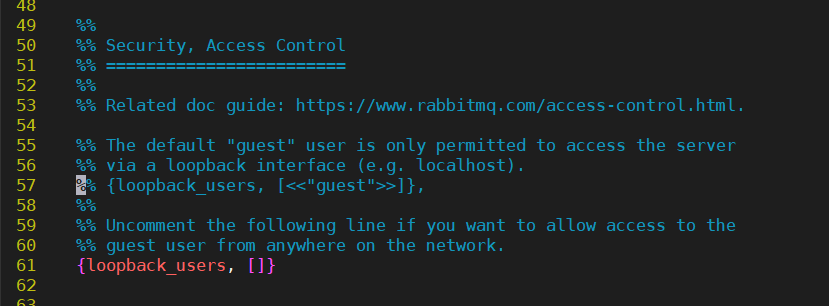 48
49 %%
50 %% Security, Access Control
51 %% ========================
52 %%
53 %% Related doc guide: https://www.rabbitmq.com/access-control.html.
54
55 %% The default "guest" user is only permitted to access the server
56 %% via a loopback interface (e.g. localhost).
57 %% {loopback_users, [<<"guest">>]},
58 %%
59 %% Uncomment the following line if you want to allow access to the
60 %% guest user from anywhere on the network.
61 {loopback_users, []}
62
63